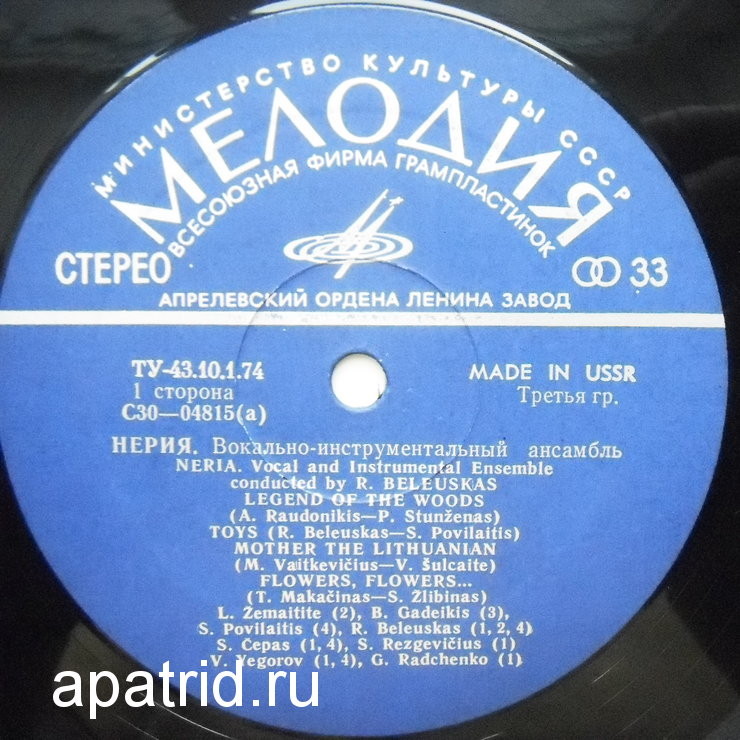 МИНИСТЕРСТВО КУЛЬТУРЫ СССР
МЕЛОДИЯ
ВСЕСОЮЗНАЯ ФИРМА ГРАМПЛАСТИНОК
СТЕРЕО
33
АПРЕЛЕВСКИЙ ОРДЕНА ЛЕНИНА ЗАВОД
ТУ-43.10.1.74
1 сторона
С30—04815(а)
MADE IN USSR
Третья гр.
НЕРИЯ. Вокально-инструментальный ансамбль
NERIA. Vocal and Instrumental Ensemble
conducted by R. BELEUSKAS
LEGEND OF THE WOODS
(A. Raudonikis—P. Stunženas)
TOYS (R. Beleuskas—S. Povilaitis)
MOTHER THE LITHUANIAN
(M. Vaitkevičius—V. Šulcaite)
FLOWERS, FLOWERS...
(T. Makačinas—S. Žlibinas)
L. Žemaitite (2), B. Gadeikis (3),
S. Povilaitis (4), R. Beleuskas (1, 2, 4)
S. Čepas (1, 4), S. Rezgevičius (1)
V. Yegorov (1, 4), G. Radchenko (1)
apatrid.ru